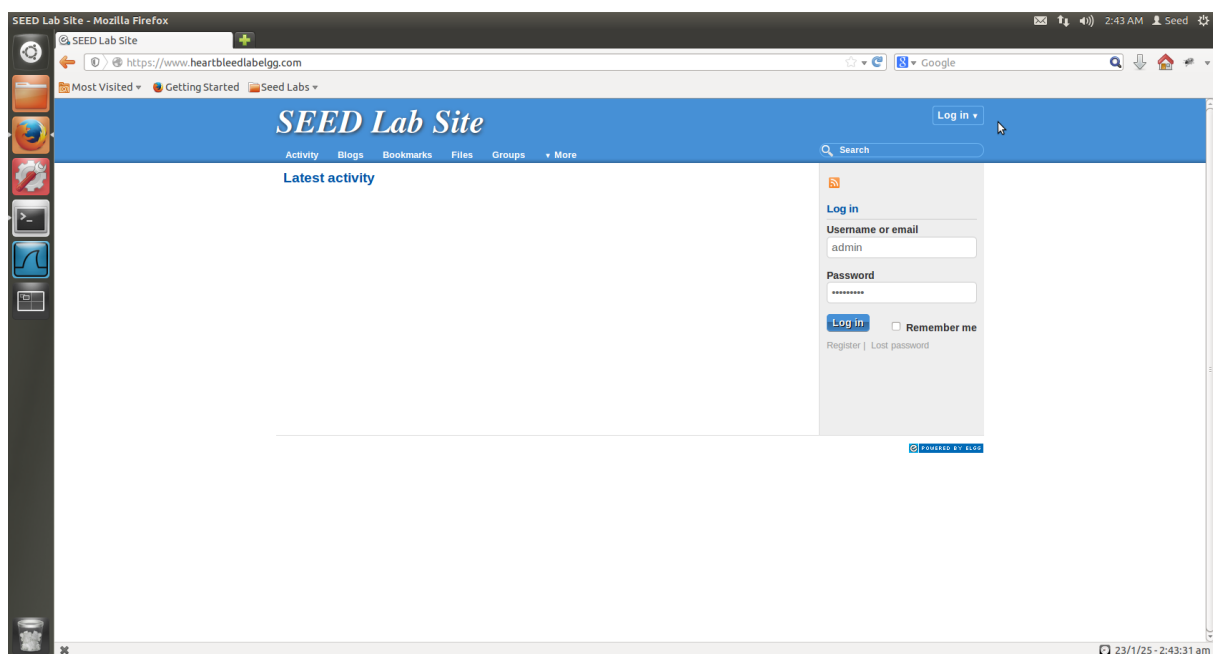 SEED Lab Site - Mozilla Firefox 2:43 AM Seed
SEED Lab Site
https://www.heartbleedlabelgg.com Google
Most Visited Getting Started Seed Labs
SEED Lab Site Log in
Activity Blogs Bookmarks Files Groups More Search
Latest activity
Log in
Username or email
admin
Password
Log in Remember me
Register | Lost password
POWERED BY ELGG
23/1/25 - 2:43:31 am